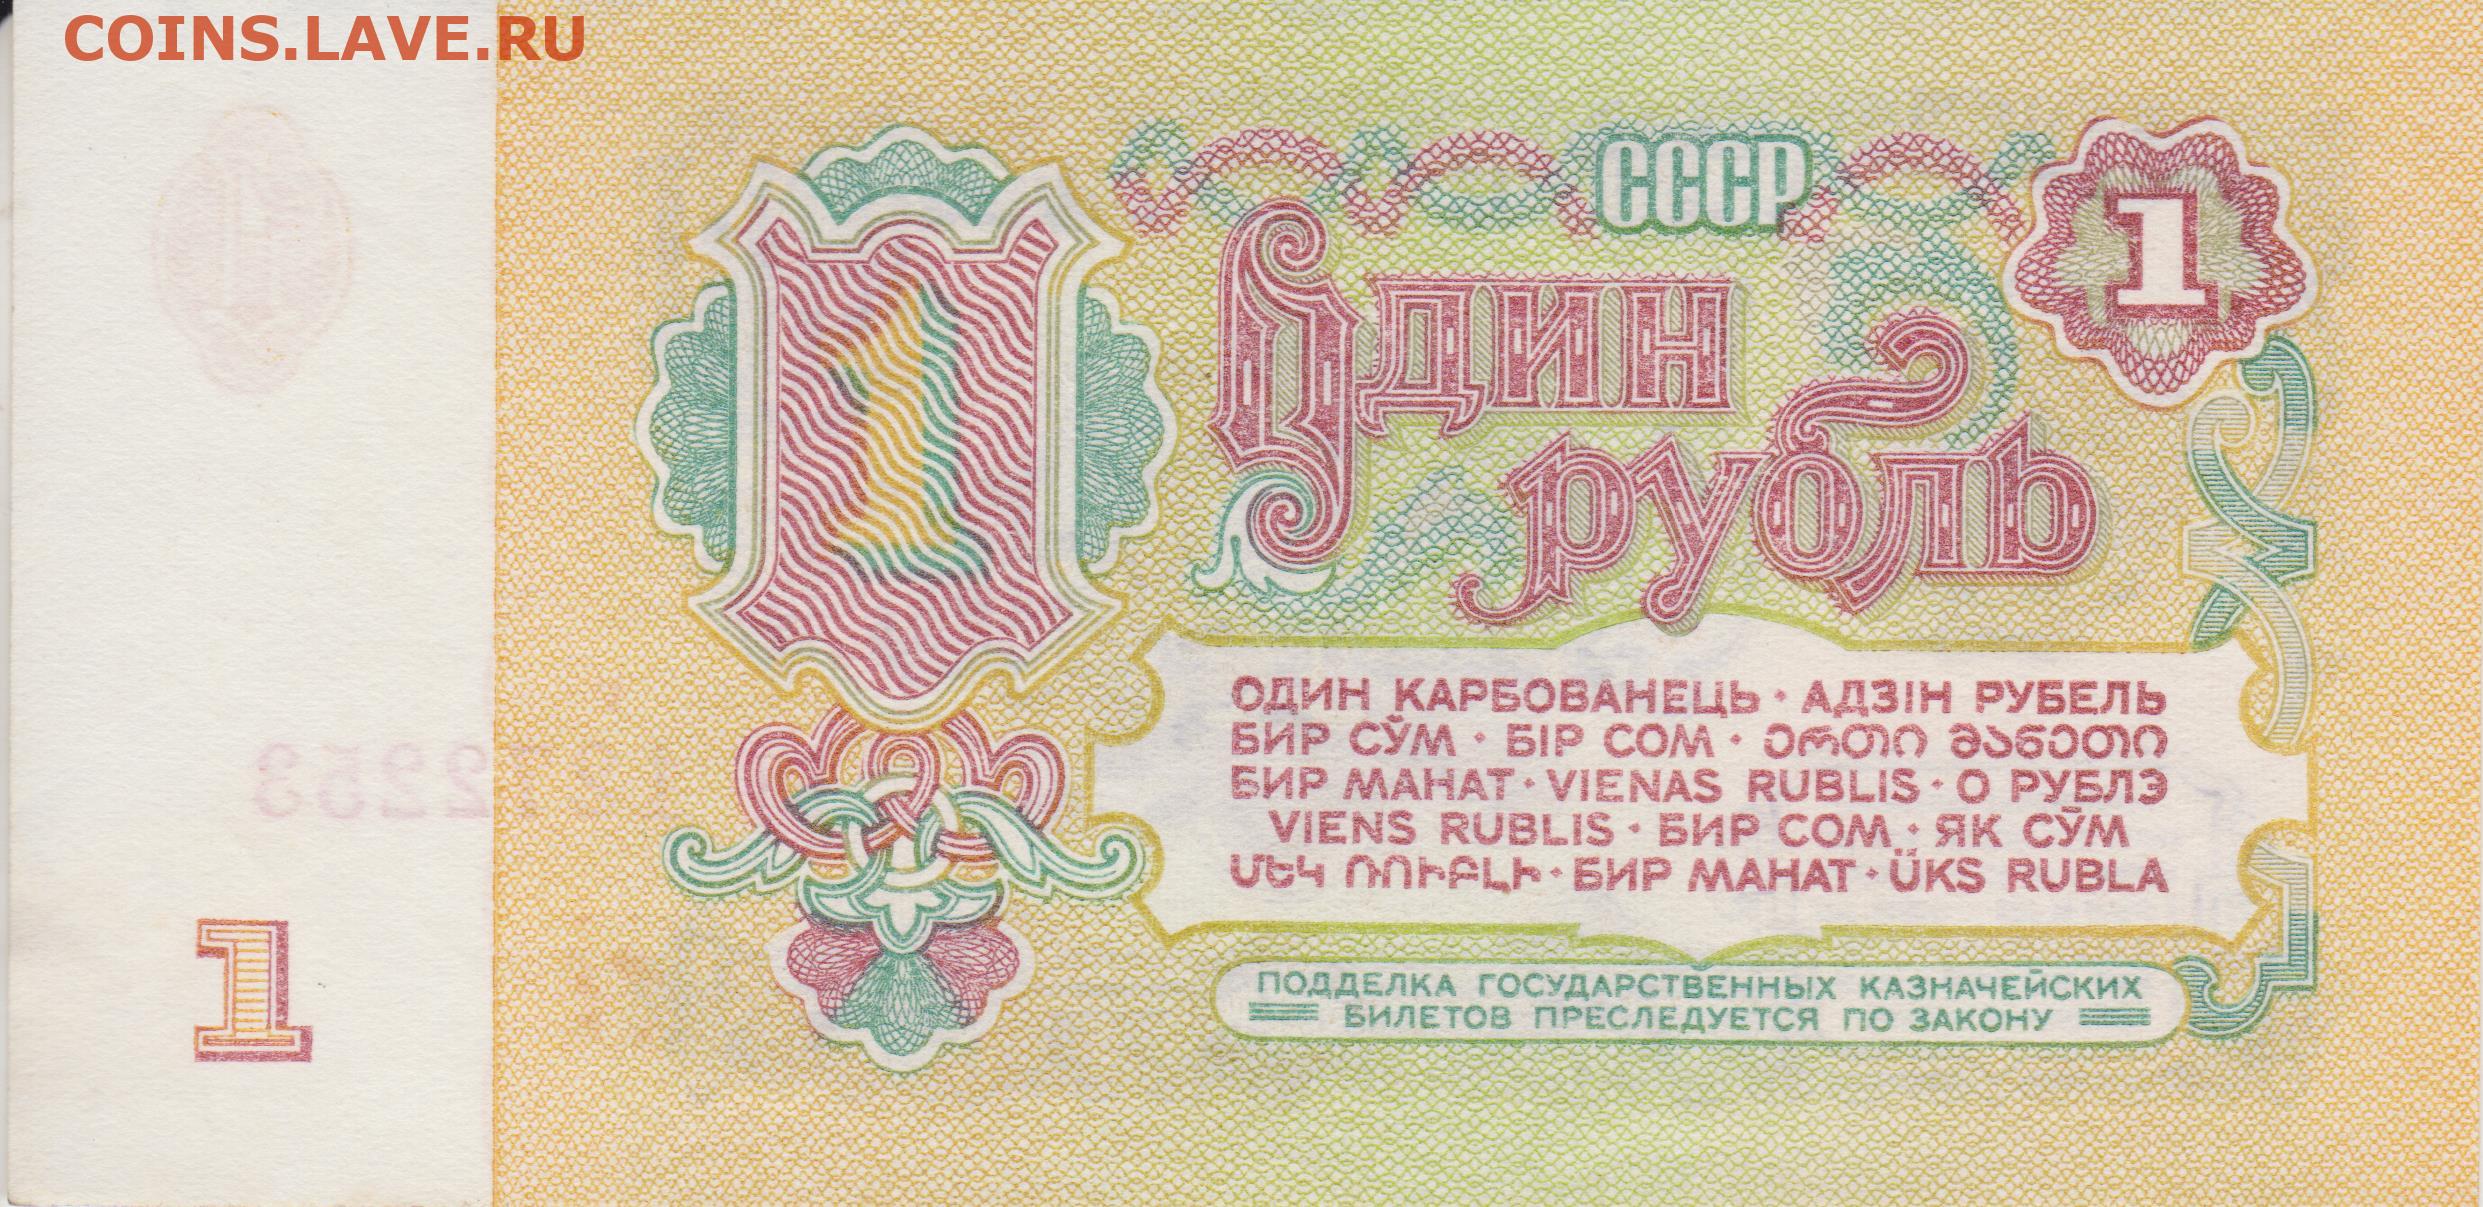 COINS.LAVE.RU
СССР
1
Один
рубль
ОДИН КАРБОВАНЕЦЬ · АДЗІН РУБЕЛЬ
БИР СЎМ · БІР СОМ · ᲔᲠᲗᲘ ᲛᲐᲜᲔᲗᲘ
БИР МАНАТ · VIENAS RUBLIS · О РУБЛЭ
VIENS RUBLIS · БИР СОМ · ЯК СӮМ
ՄԵԿ ՌՈՒԲԼԻ · БИР МАНАТ · ÜKS RUBLA
ПОДДЕЛКА ГОСУДАРСТВЕННЫХ КАЗНАЧЕЙСКИХ
БИЛЕТОВ ПРЕСЛЕДУЕТСЯ ПО ЗАКОНУ
1
1